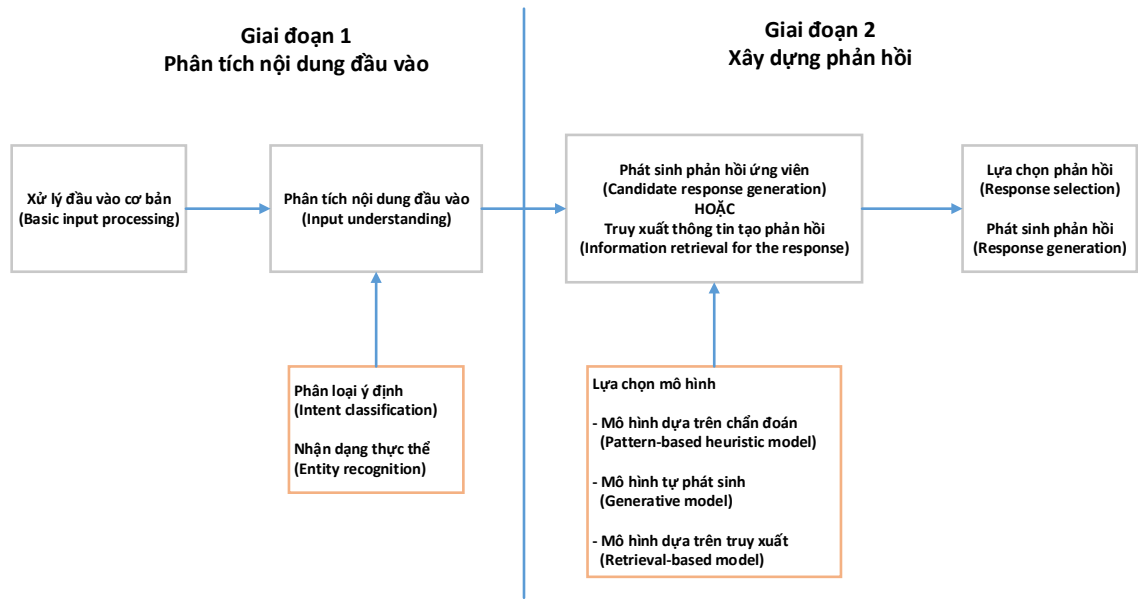 Giai đoạn 1
Phân tích nội dung đầu vào
Giai đoạn 2
Xây dựng phản hồi
Xử lý đầu vào cơ bản
(Basic input processing)
Phân tích nội dung đầu vào
(Input understanding)
Phát sinh phản hồi ứng viên
(Candidate response generation)
HOẶC
Truy xuất thông tin tạo phản hồi
(Information retrieval for the response)
Lựa chọn phản hồi
(Response selection)
Phát sinh phản hồi
(Response generation)
Phân loại ý định
(Intent classification)
Nhận dạng thực thể
(Entity recognition)
Lựa chọn mô hình
- Mô hình dựa trên chẩn đoán
(Pattern-based heuristic model)
- Mô hình tự phát sinh
(Generative model)
- Mô hình dựa trên truy xuất
(Retrieval-based model)